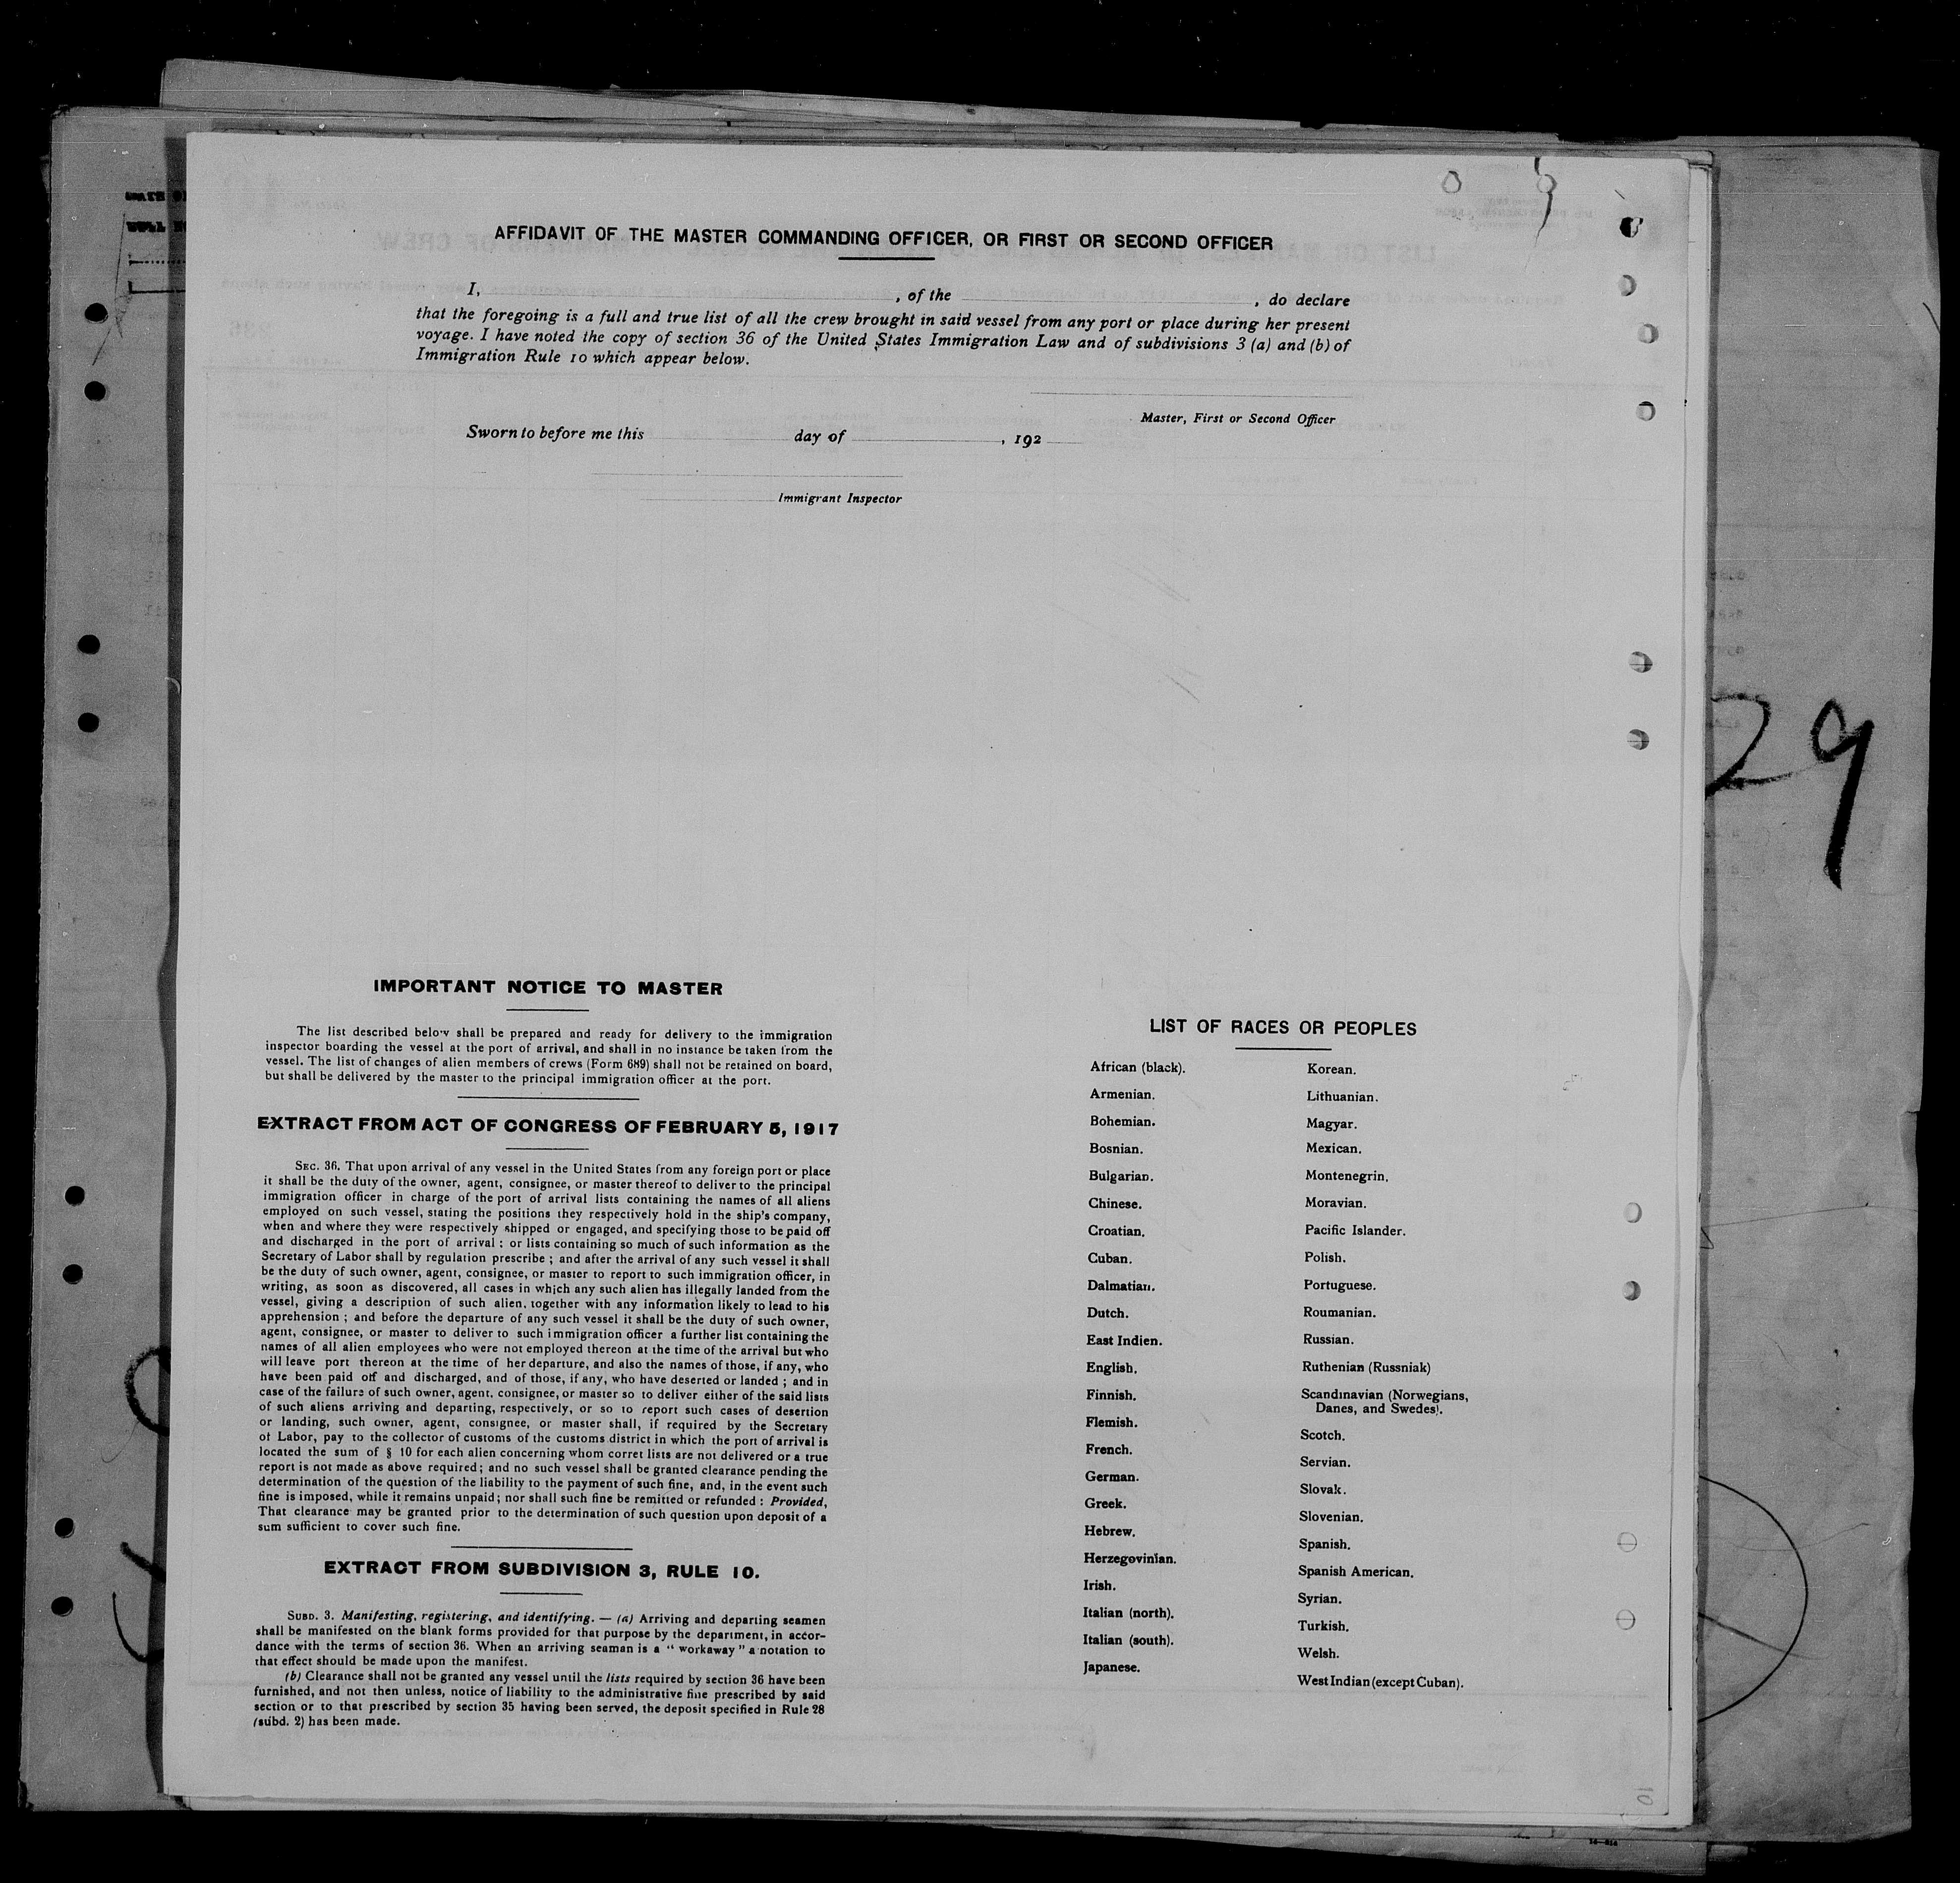 AFFIDAVIT OF THE MASTER COMMANDING OFFICER, OR FIRST OR SECOND OFFICER
I, , of the , do declare
that the foregoing is a full and true list of all the crew brought in said vessel from any port or place during her present
voyage. I have noted the copy of section 36 of the United States Immigration Law and of subdivisions 3 (a) and (b) of
Immigration Rule 10 which appear below.
Master, First or Second Officer
Sworn to before me this day of , 192
Immigrant Inspector
29
IMPORTANT NOTICE TO MASTER
The list described below shall be prepared and ready for delivery to the immigration
inspector boarding the vessel at the port of arrival, and shall in no instance be taken from the
vessel. The list of changes of alien members of crews (Form 689) shall not be retained on board,
but shall be delivered by the master to the principal immigration officer at the port.
EXTRACT FROM ACT OF CONGRESS OF FEBRUARY 5, 1917
SEC. 36. That upon arrival of any vessel in the United States from any foreign port or place
it shall be the duty of the owner, agent, consignee, or master thereof to deliver to the principal
immigration officer in charge of the port of arrival lists containing the names of all aliens
employed on such vessel, stating the positions they respectively hold in the ship's company,
when and where they were respectively shipped or engaged, and specifying those to be paid off
and discharged in the port of arrival ; or lists containing so much of such information as the
Secretary of Labor shall by regulation prescribe ; and after the arrival of any such vessel it shall
be the duty of such owner, agent, consignee, or master to report to such immigration officer, in
writing, as soon as discovered, all cases in which any such alien has illegally landed from the
vessel, giving a description of such alien, together with any information likely to lead to his
apprehension ; and before the departure of any such vessel it shall be the duty of such owner,
agent, consignee, or master to deliver to such immigration officer a further list containing the
names of all alien employees who were not employed thereon at the time of the arrival but who
will leave port thereon at the time of her departure, and also the names of those, if any, who
have been paid off and discharged, and of those, if any, who have deserted or landed ; and in
case of the failure of such owner, agent, consignee, or master so to deliver either of the said lists
of such aliens arriving and departing, respectively, or so to report such cases of desertion
or landing, such owner, agent, consignee, or master shall, if required by the Secretary
of Labor, pay to the collector of customs of the customs district in which the port of arrival is
located the sum of § 10 for each alien concerning whom corret lists are not delivered or a true
report is not made as above required ; and no such vessel shall be granted clearance pending the
determination of the question of the liability to the payment of such fine, and, in the event such
fine is imposed, while it remains unpaid ; nor shall such fine be remitted or refunded : Provided,
That clearance may be granted prior to the determination of such question upon deposit of a
sum sufficient to cover such fine.
EXTRACT FROM SUBDIVISION 3, RULE 10.
SUBD. 3. Manifesting, registering, and identifying. — (a) Arriving and departing seamen
shall be manifested on the blank forms provided for that purpose by the department, in accor-
dance with the terms of section 36. When an arriving seaman is a “ workaway ” a notation to
that effect should be made upon the manifest.
(b) Clearance shall not be granted any vessel until the lists required by section 36 have been
furnished, and not then unless, notice of liability to the administrative fine prescribed by said
section or to that prescribed by section 35 having been served, the deposit specified in Rule 28
(subd. 2) has been made.
LIST OF RACES OR PEOPLES
African (black).
Armenian.
Bohemian.
Bosnian.
Bulgarian.
Chinese.
Croatian.
Cuban.
Dalmatian.
Dutch.
East Indien.
English.
Finnish.
Flemish.
French.
German.
Greek.
Hebrew.
Herzegovinian.
Irish.
Italian (north).
Italian (south).
Japanese.
Korean.
Lithuanian.
Magyar.
Mexican.
Montenegrin.
Moravian.
Pacific Islander.
Polish.
Portuguese.
Roumanian.
Russian.
Ruthenian (Russniak)
Scandinavian (Norwegians,
Danes, and Swedes).
Scotch.
Servian.
Slovak.
Slovenian.
Spanish.
Spanish American.
Syrian.
Turkish.
Welsh.
West Indian (except Cuban).
10